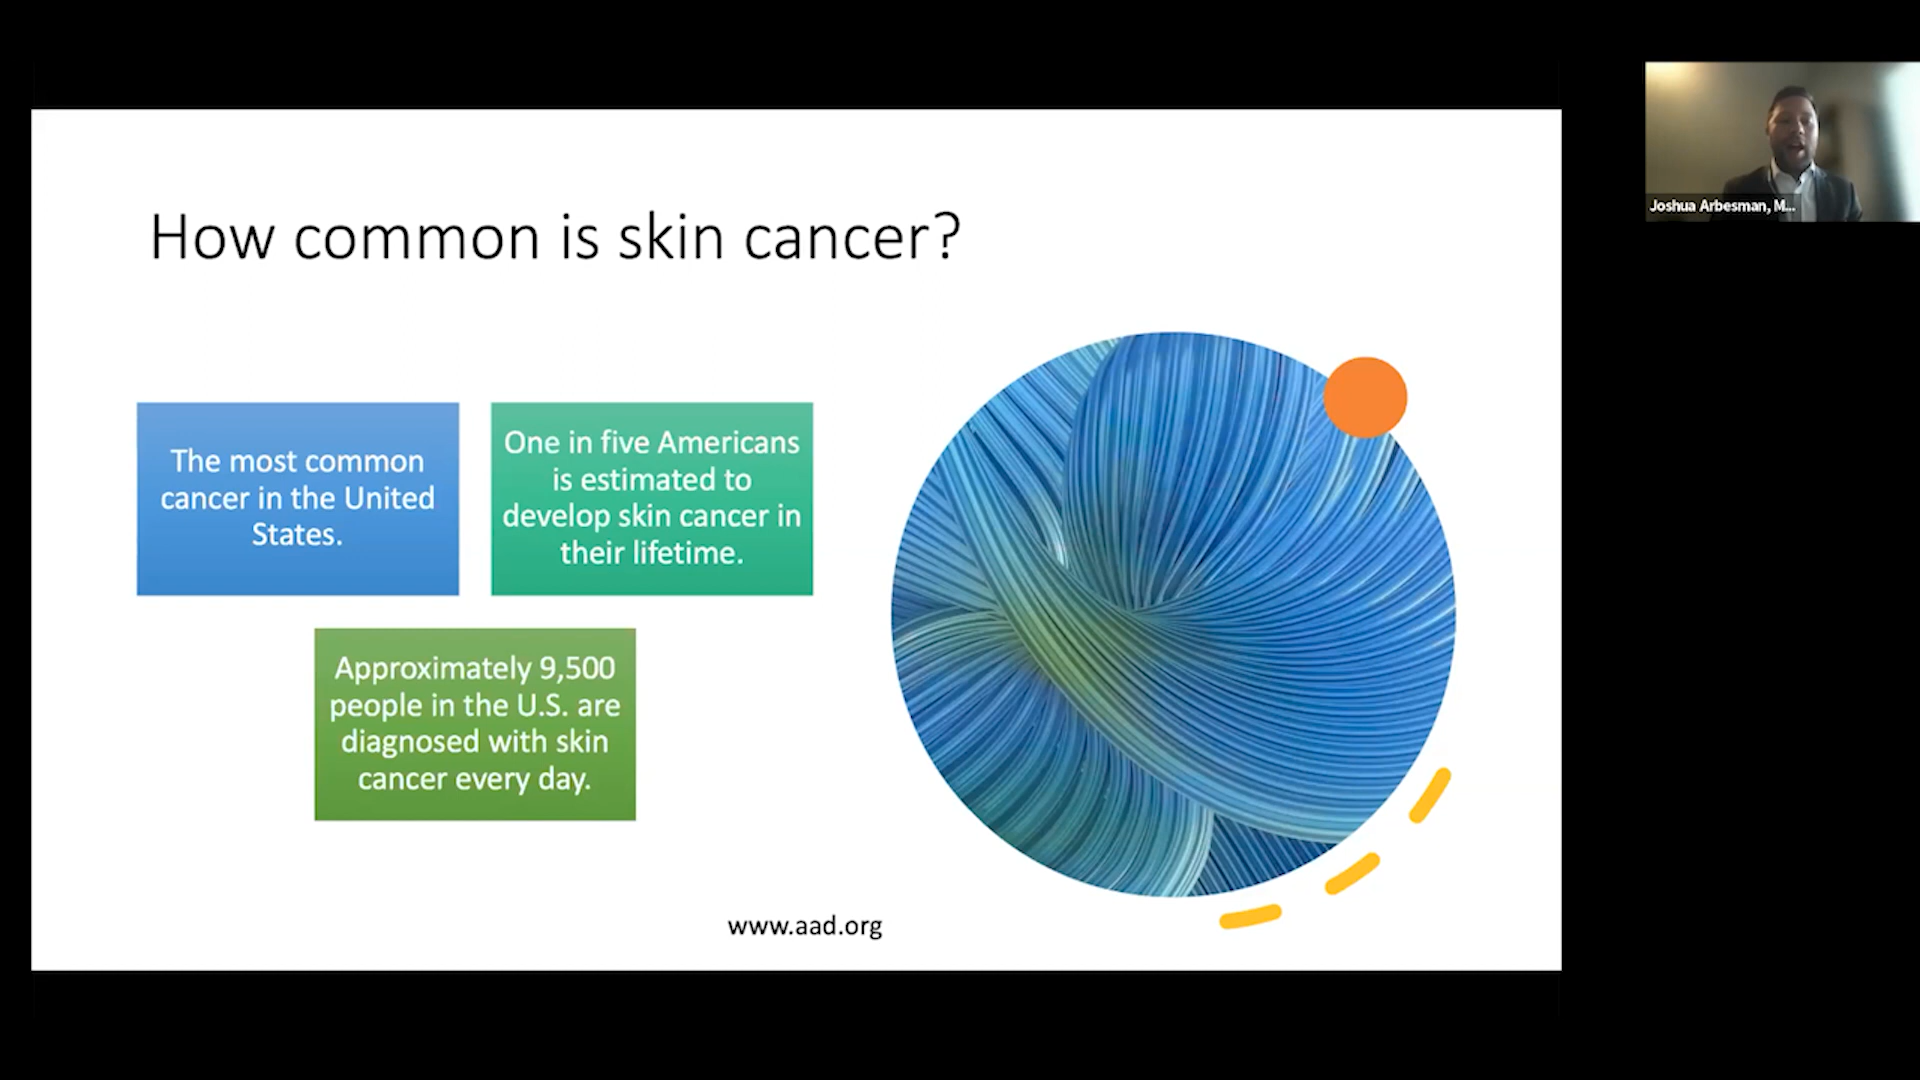 How common is skin cancer?
The most common
cancer in the United
States.
One in five Americans
is estimated to
develop skin cancer in
their lifetime.
Approximately 9,500
people in the U.S. are
diagnosed with skin
cancer every day.
www.aad.org
Joshua Arbesman, M...